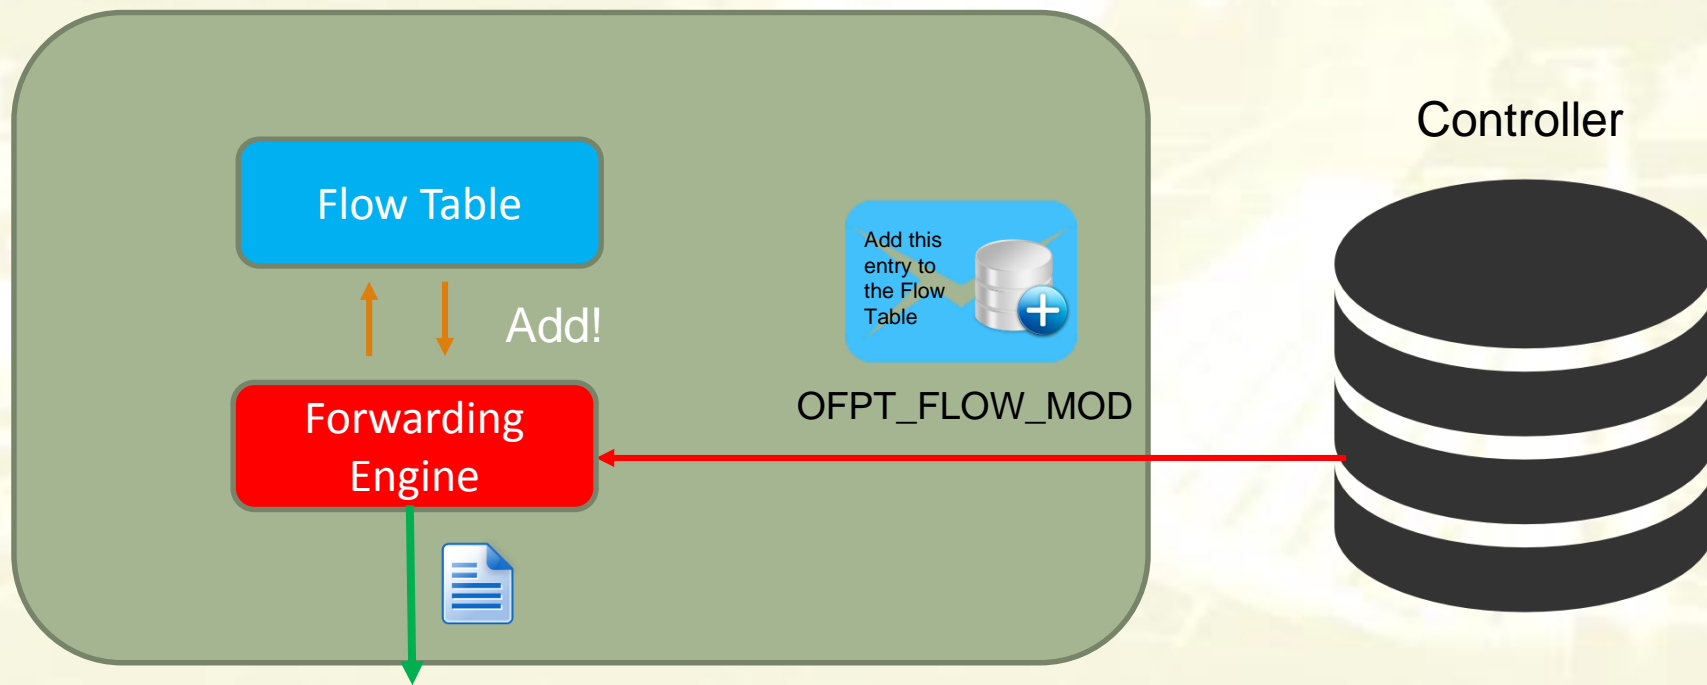 Controller
Flow Table
Add this
entry to
the Flow
Table
Add!
OFPT_FLOW_MOD
Forwarding
Engine